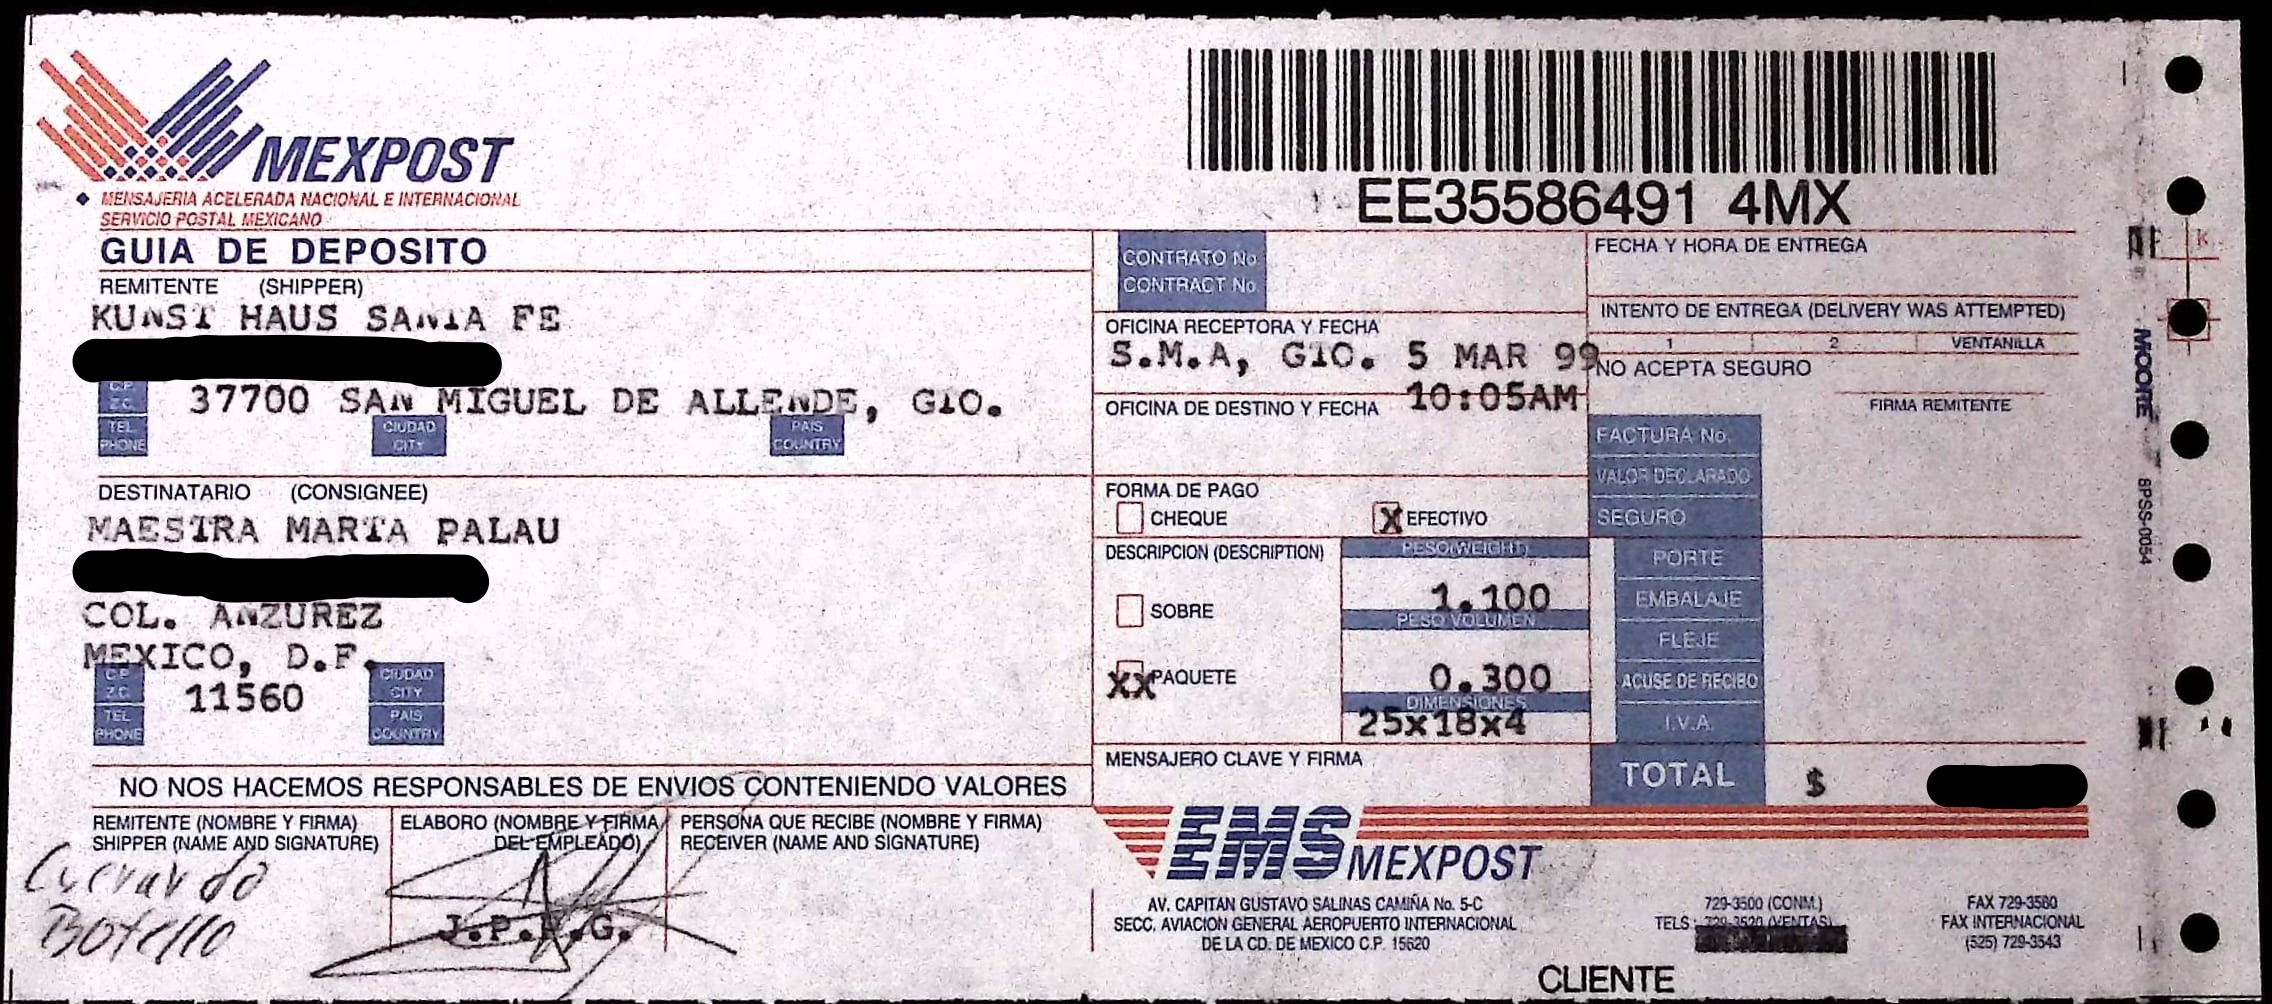 MEXPOST
MENSAJERIA ACELERADA NACIONAL E INTERNACIONAL
SERVICIO POSTAL MEXICANO
EE35586491 4MX
GUIA DE DEPOSITO
REMITENTE (SHIPPER)
KUNST HAUS SANTA FE
C.P.
Z.C.
37700 SAN MIGUEL DE ALLENDE, GTO.
TEL.
PHONE
CIUDAD
CITY
PAIS
COUNTRY
DESTINATARIO (CONSIGNEE)
MAESTRA MARTA PALAU
COL. ANZUREZ
MEXICO, D.F.
C.P.
Z.C.
11560
CIUDAD
CITY
TEL.
PHONE
PAIS
COUNTRY
NO NOS HACEMOS RESPONSABLES DE ENVIOS CONTENIENDO VALORES
REMITENTE (NOMBRE Y FIRMA)
SHIPPER (NAME AND SIGNATURE)
Botello
ELABORO (NOMBRE Y FIRMA
DEL EMPLEADO)
PERSONA QUE RECIBE (NOMBRE Y FIRMA)
RECEIVER (NAME AND SIGNATURE)
CONTRATO No.
CONTRACT No.
OFICINA RECEPTORA Y FECHA
S.M.A, GTO. 5 MAR 99
10:05AM
OFICINA DE DESTINO Y FECHA
FORMA DE PAGO
CHEQUE
X EFECTIVO
DESCRIPCION (DESCRIPTION)
SOBRE
XX PAQUETE
PESO(WEIGHT)
1.100
PESO VOLUMEN
0.300
DIMENSIONES
25x18x4
MENSAJERO CLAVE Y FIRMA
FECHA Y HORA DE ENTREGA
INTENTO DE ENTREGA (DELIVERY WAS ATTEMPTED)
1 2 VENTANILLA
NO ACEPTA SEGURO
FIRMA REMITENTE
FACTURA No.
VALOR DECLARADO
SEGURO
PORTE
EMBALAJE
FLEJE
ACUSE DE RECIBO
I.V.A.
TOTAL $
EMS MEXPOST
AV. CAPITAN GUSTAVO SALINAS CAMIÑA No. 5-C
SECC. AVIACION GENERAL AEROPUERTO INTERNACIONAL
DE LA CD. DE MEXICO C.P. 15620
729-3500 (CONM.)
TELS: 729-3520 (VENTAS)
FAX 729-3560
FAX INTERNACIONAL
(525) 729-3543
CLIENTE
K
MOORE
8PSS-0054